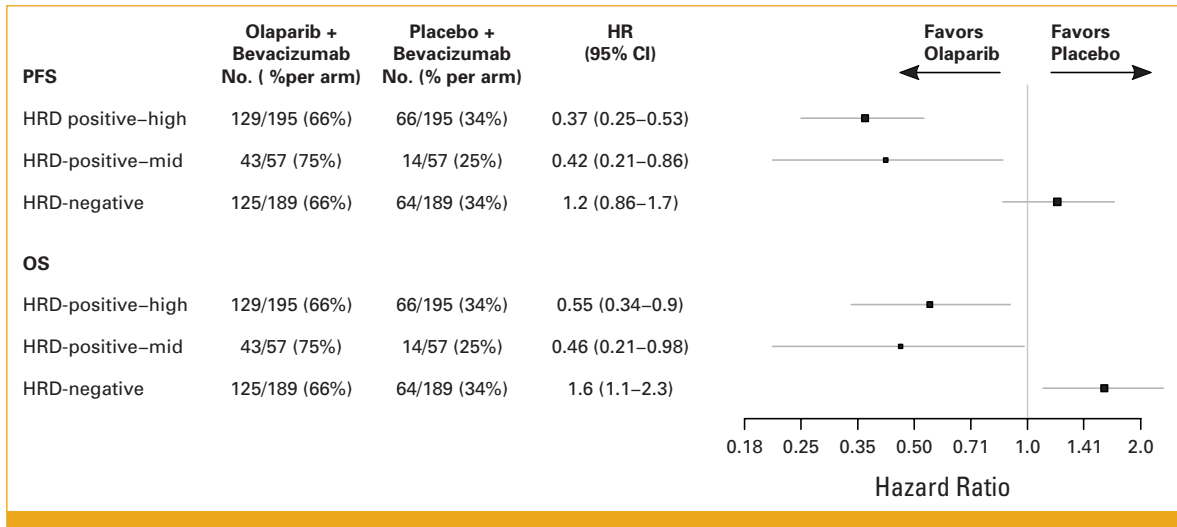 Olaparib + Placebo + HR Favors Favors
Bevacizumab Bevacizumab (95% CI) Olaparib Placebo
PFS No. ( %per arm) No. (% per arm)
HRD positive–high 129/195 (66%) 66/195 (34%) 0.37 (0.25–0.53)
HRD-positive–mid 43/57 (75%) 14/57 (25%) 0.42 (0.21–0.86)
HRD-negative 125/189 (66%) 64/189 (34%) 1.2 (0.86–1.7)
OS
HRD-positive–high 129/195 (66%) 66/195 (34%) 0.55 (0.34–0.9)
HRD-positive–mid 43/57 (75%) 14/57 (25%) 0.46 (0.21–0.98)
HRD-negative 125/189 (66%) 64/189 (34%) 1.6 (1.1–2.3)
0.18 0.25 0.35 0.50 0.71 1.0 1.41 2.0
Hazard Ratio